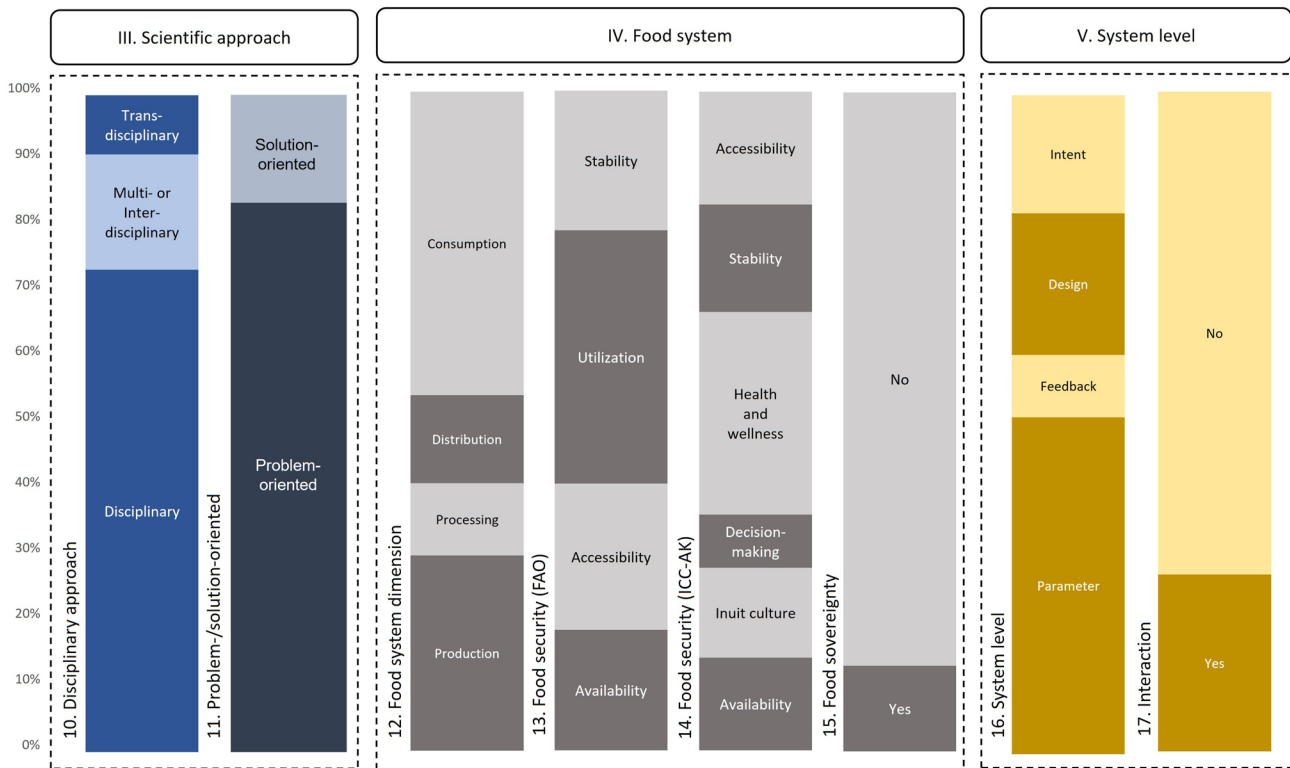 III. Scientific approach
IV. Food system
V. System level
100%
90%
80%
70%
60%
50%
40%
30%
20%
10%
0%
10. Disciplinary approach
Trans-
disciplinary
Multi- or
Inter-
disciplinary
Disciplinary
11. Problem-/solution-oriented
Solution-
oriented
Problem-
oriented
12. Food system dimension
Consumption
Distribution
Processing
Production
13. Food security (FAO)
Stability
Utilization
Accessibility
Availability
14. Food security (ICC-AK)
Accessibility
Stability
Health
and
wellness
Decision-
making
Inuit culture
Availability
15. Food sovereignty
No
Yes
16. System level
Intent
Design
Feedback
Parameter
17. Interaction
No
Yes